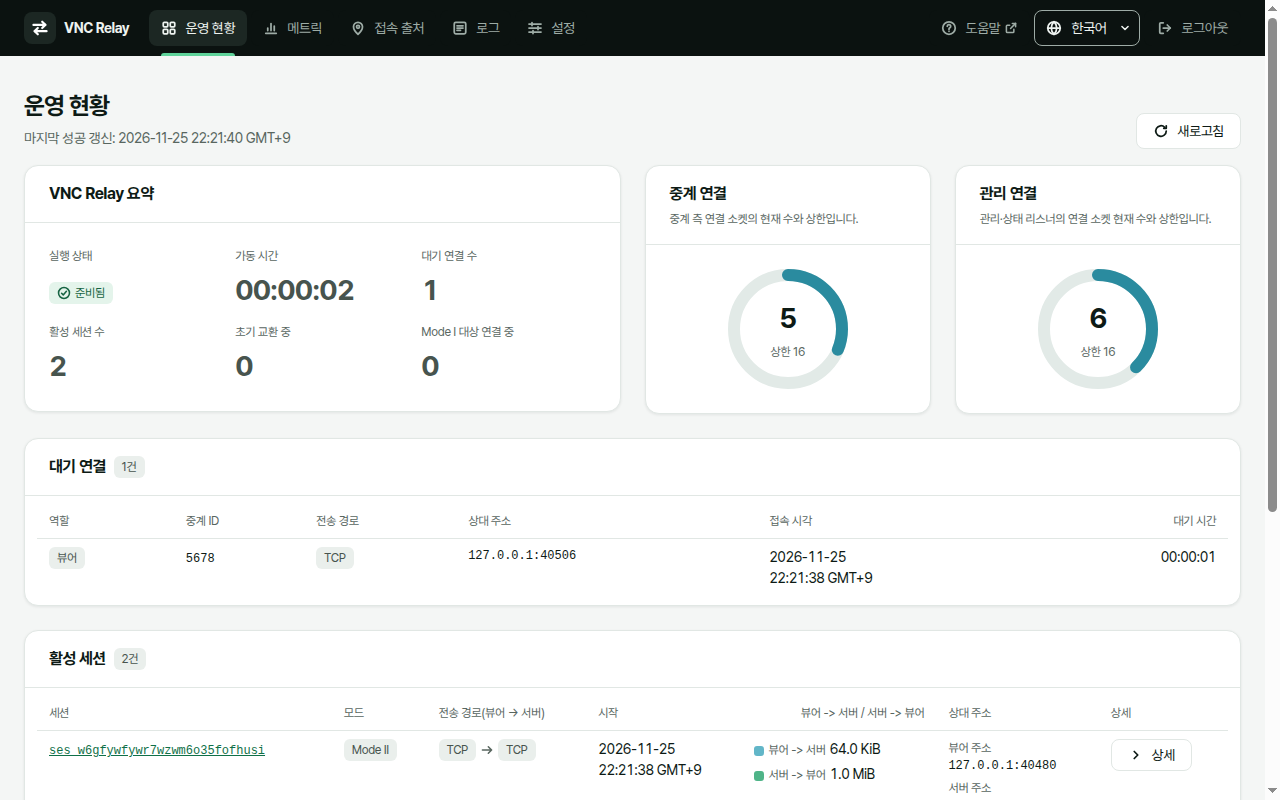 VNC Relay 운영 현황 메트릭 접속 출처 로그 설정 도움말 한국어 로그아웃
운영 현황
마지막 성공 갱신: 2026-11-25 22:21:40 GMT+9
새로고침
VNC Relay 요약
실행 상태 가동 시간 대기 연결 수
준비됨 00:00:02 1
활성 세션 수 초기 교환 중 Mode I 대상 연결 중
2 0 0
중계 연결
중계 측 연결 소켓의 현재 수와 상한입니다.
5
상한 16
관리 연결
관리·상태 리스너의 연결 소켓 현재 수와 상한입니다.
6
상한 16
대기 연결 1건
역할 중계 ID 전송 경로 상대 주소 접속 시각 대기 시간
뷰어 5678 TCP 127.0.0.1:40506 2026-11-25 00:00:01
22:21:38 GMT+9
활성 세션 2건
세션 모드 전송 경로(뷰어 → 서버) 시작 뷰어 -> 서버 / 서버 -> 뷰어 상대 주소 상세
ses_w6gfywfywr7wzwm6o35fofhusi Mode II TCP → TCP 2026-11-25 뷰어 -> 서버 64.0 KiB 뷰어 주소 상세
22:21:38 GMT+9 서버 -> 뷰어 1.0 MiB 127.0.0.1:40480
서버 주소